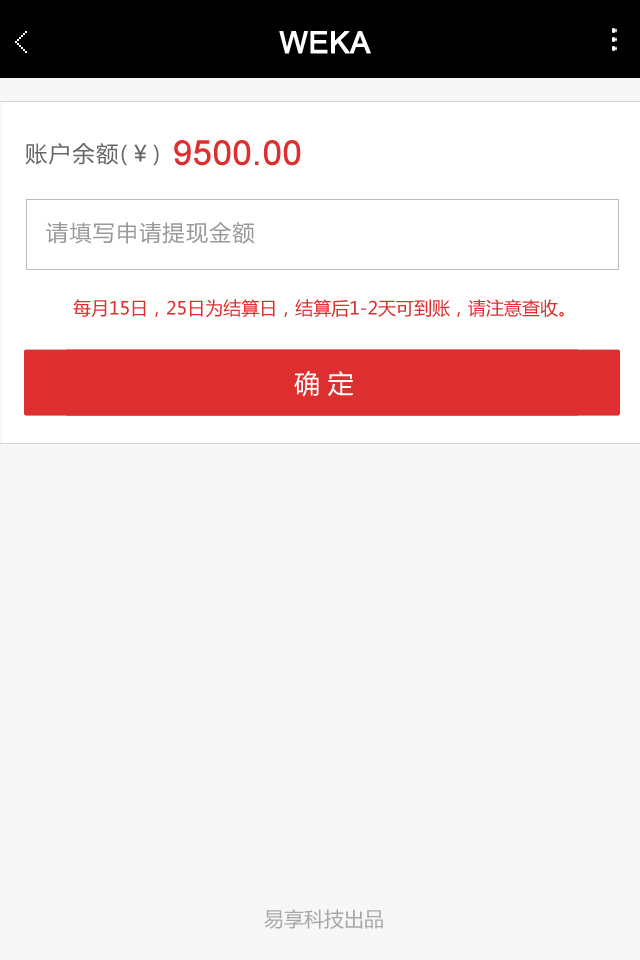 WEKA
账户余额(￥) 9500.00
请填写申请提现金额
每月15日，25日为结算日，结算后1-2天可到账，请注意查收。
确 定
易享科技出品